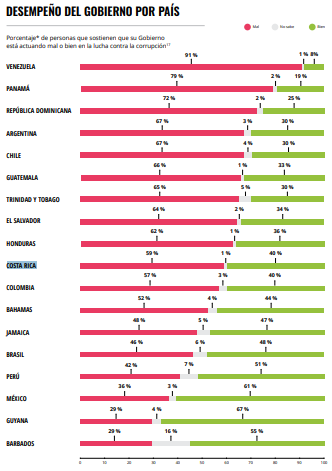 DESEMPEÑO DEL GOBIERNO POR PAÍS
Mal No sabe Bien
Porcentaje* de personas que sostienen que su Gobierno
está actuando mal o bien en la lucha contra la corrupción¹⁷
91 % 1 % 8%
VENEZUELA
79 % 2 % 19 %
PANAMÁ
72 % 2 % 25 %
REPÚBLICA DOMINICANA
67 % 3 % 30 %
ARGENTINA
67 % 4 % 30 %
CHILE
66 % 1 % 33 %
GUATEMALA
65 % 5 % 30 %
TRINIDAD Y TOBAGO
64 % 2 % 34 %
EL SALVADOR
62 % 1 % 36 %
HONDURAS
59 % 1 % 40 %
COSTA RICA
57 % 3 % 40 %
COLOMBIA
52 % 4 % 44 %
BAHAMAS
48 % 5 % 47 %
JAMAICA
46 % 6 % 48 %
BRASIL
42 % 7 % 51 %
PERÚ
36 % 3 % 61 %
MÉXICO
29 % 4 % 67 %
GUYANA
29 % 16 % 55 %
BARBADOS
0 10 20 30 40 50 60 70 80 90 100